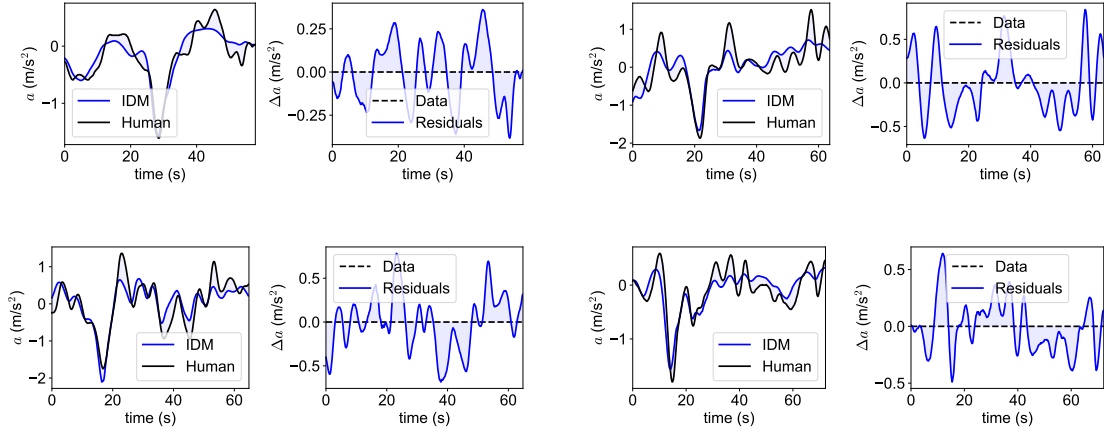 a (m/s²)
0
−1
IDM
Human
0 20 40
time (s)
Δa (m/s²)
0.25
0.00
−0.25
Data
Residuals
0 20 40
time (s)
a (m/s²)
1
0
−1
−2
IDM
Human
0 20 40 60
time (s)
Δa (m/s²)
0.5
0.0
−0.5
Data
Residuals
0 20 40 60
time (s)
a (m/s²)
1
0
−1
−2
IDM
Human
0 20 40 60
time (s)
Δa (m/s²)
0.5
0.0
−0.5
Data
Residuals
0 20 40 60
time (s)
a (m/s²)
0
−1
IDM
Human
0 20 40 60
time (s)
Δa (m/s²)
0.5
0.0
−0.5
Data
Residuals
0 20 40 60
time (s)